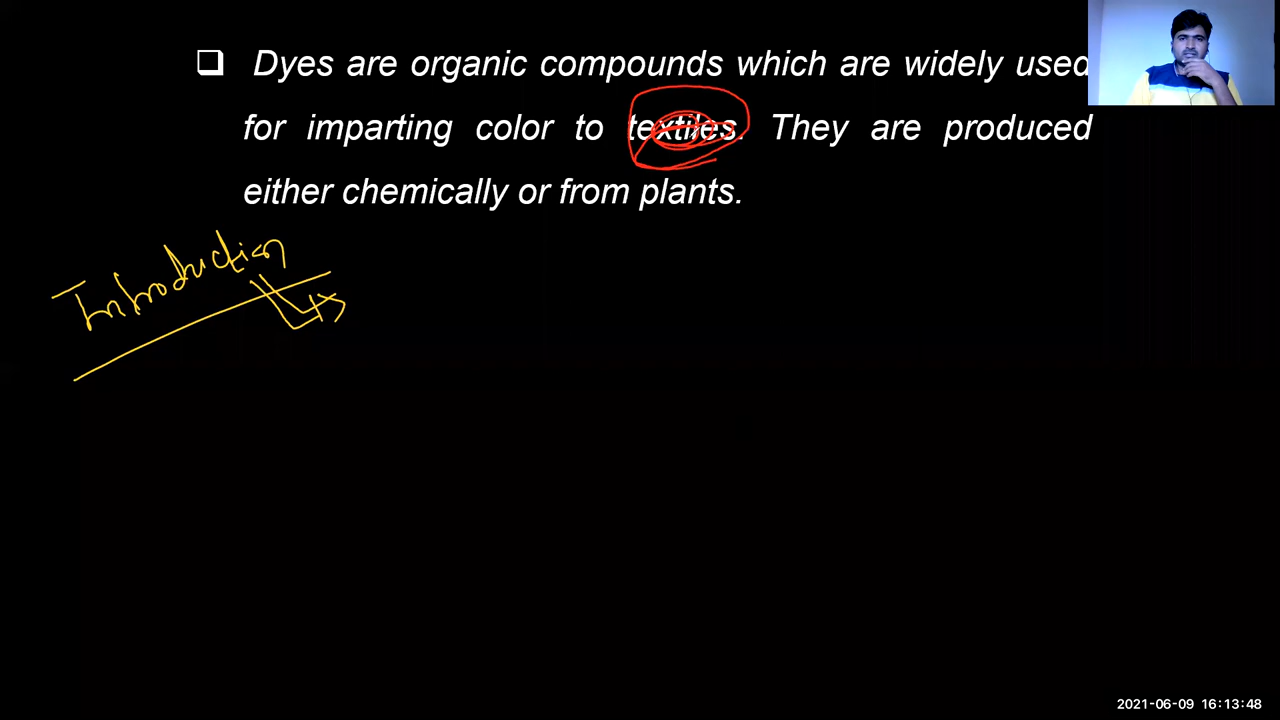 ❑ Dyes are organic compounds which are widely used
for imparting color to textiles. They are produced
either chemically or from plants.
Introduction
2021-06-09 16:13:48